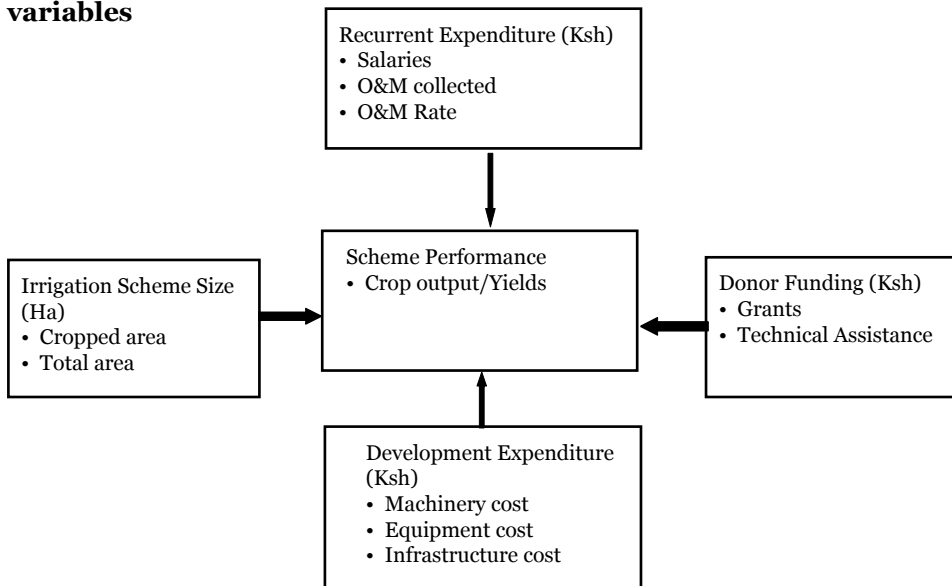 variables
Recurrent Expenditure (Ksh)
• Salaries
• O&M collected
• O&M Rate
Scheme Performance
• Crop output/Yields
Irrigation Scheme Size
(Ha)
• Cropped area
• Total area
Donor Funding (Ksh)
• Grants
• Technical Assistance
Development Expenditure
(Ksh)
• Machinery cost
• Equipment cost
• Infrastructure cost